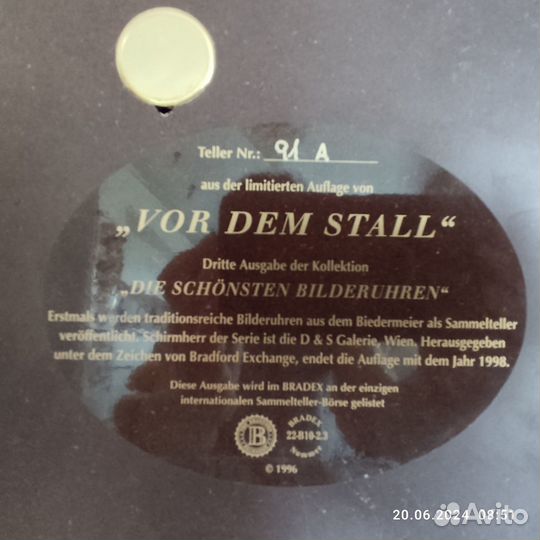 Teller Nr.: 91 A
aus der limitierten Auflage von
„VOR DEM STALL“
Dritte Ausgabe der Kollektion
„DIE SCHÖNSTEN BILDERUHREN“
Erstmals werden traditionsreiche Bilderuhren aus dem Biedermeier als Sammelteller
veröffentlicht. Schirmherr der Serie ist die D & S Galerie, Wien. Herausgegeben
unter dem Zeichen von Bradford Exchange, endet die Auflage mit dem Jahr 1998.
Diese Ausgabe wird im BRADEX an der einzigen
internationalen Sammelteller-Börse gelistet
B
BRADEX
22-B10-2.3
Nummer
© 1996
20.06.2024 08:51
Avito